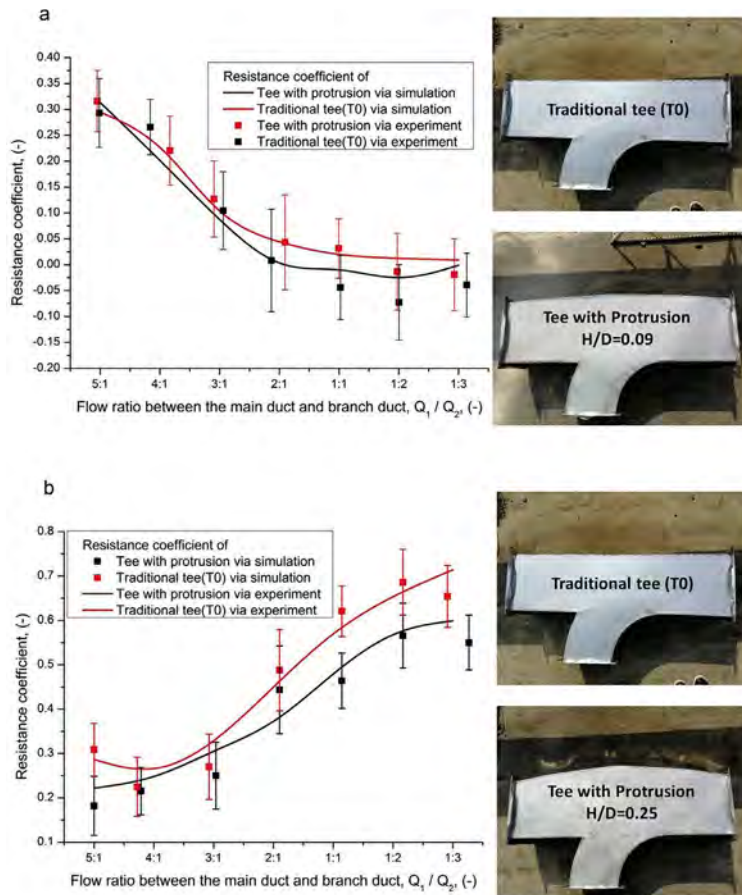 a
Resistance coefficient, (-)
0.40
0.35
0.30
0.25
0.20
0.15
0.10
0.05
0.00
-0.05
-0.10
-0.15
-0.20
Resistance coefficient of
Tee with protrusion via simulation
Traditional tee(T0) via simulation
Tee with protrusion via experiment
Traditional tee(T0) via experiment
5:1 4:1 3:1 2:1 1:1 1:2 1:3
Flow ratio between the main duct and branch duct, Q1 / Q2, (-)
Traditional tee (T0)
Tee with Protrusion
H/D=0.09
b
Resistance coefficient, (-)
0.8
0.7
0.6
0.5
0.4
0.3
0.2
0.1
Resistance coefficient of
Tee with protrusion via simulation
Traditional tee(T0) via simulation
Tee with protrusion via experiment
Traditional tee(T0) via experiment
5:1 4:1 3:1 2:1 1:1 1:2 1:3
Flow ratio between the main duct and branch duct, Q1 / Q2, (-)
Traditional tee (T0)
Tee with Protrusion
H/D=0.25